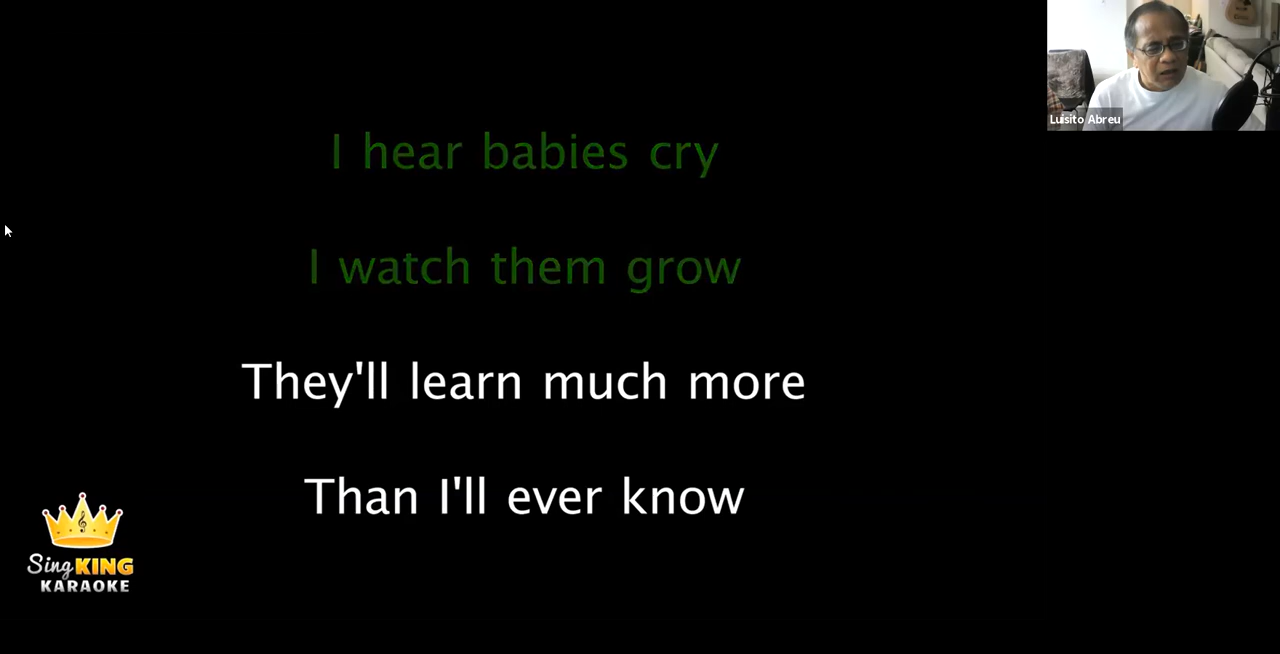 Luisito Abreu
I hear babies cry
I watch them grow
They'll learn much more
Than I'll ever know
Sing KING
KARAOKE